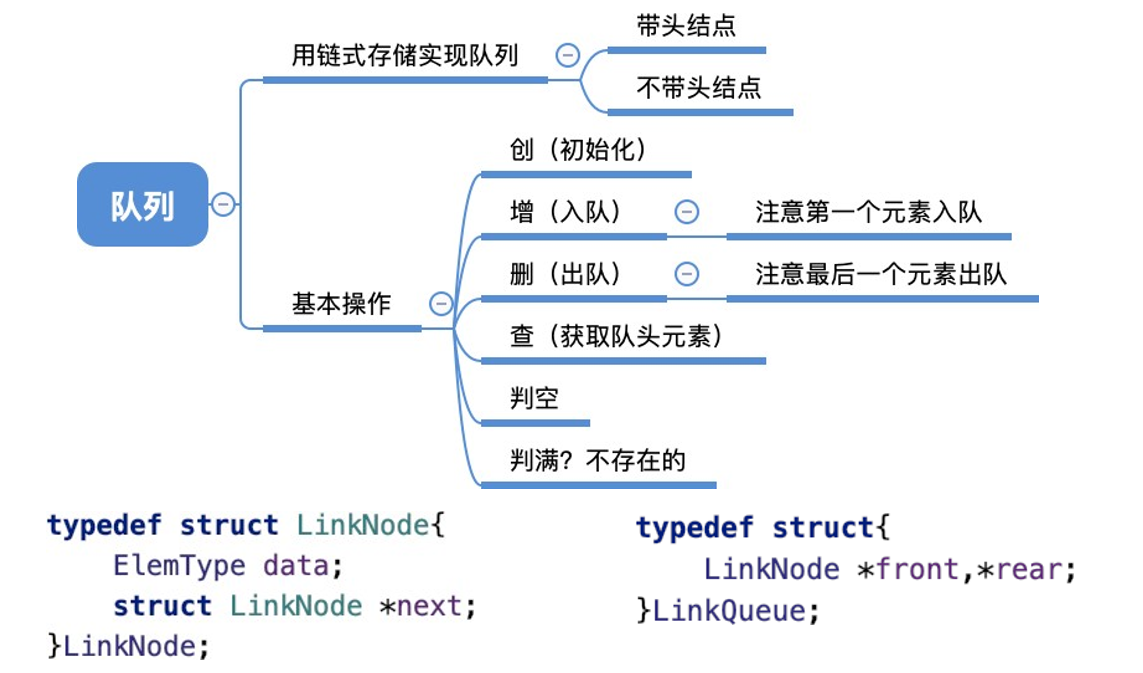 队列
用链式存储实现队列
带头结点
不带头结点
基本操作
创（初始化）
增（入队）
注意第一个元素入队
删（出队）
注意最后一个元素出队
查（获取队头元素）
判空
判满？不存在的
typedef struct LinkNode{
ElemType data;
struct LinkNode *next;
}LinkNode;
typedef struct{
LinkNode *front,*rear;
}LinkQueue;